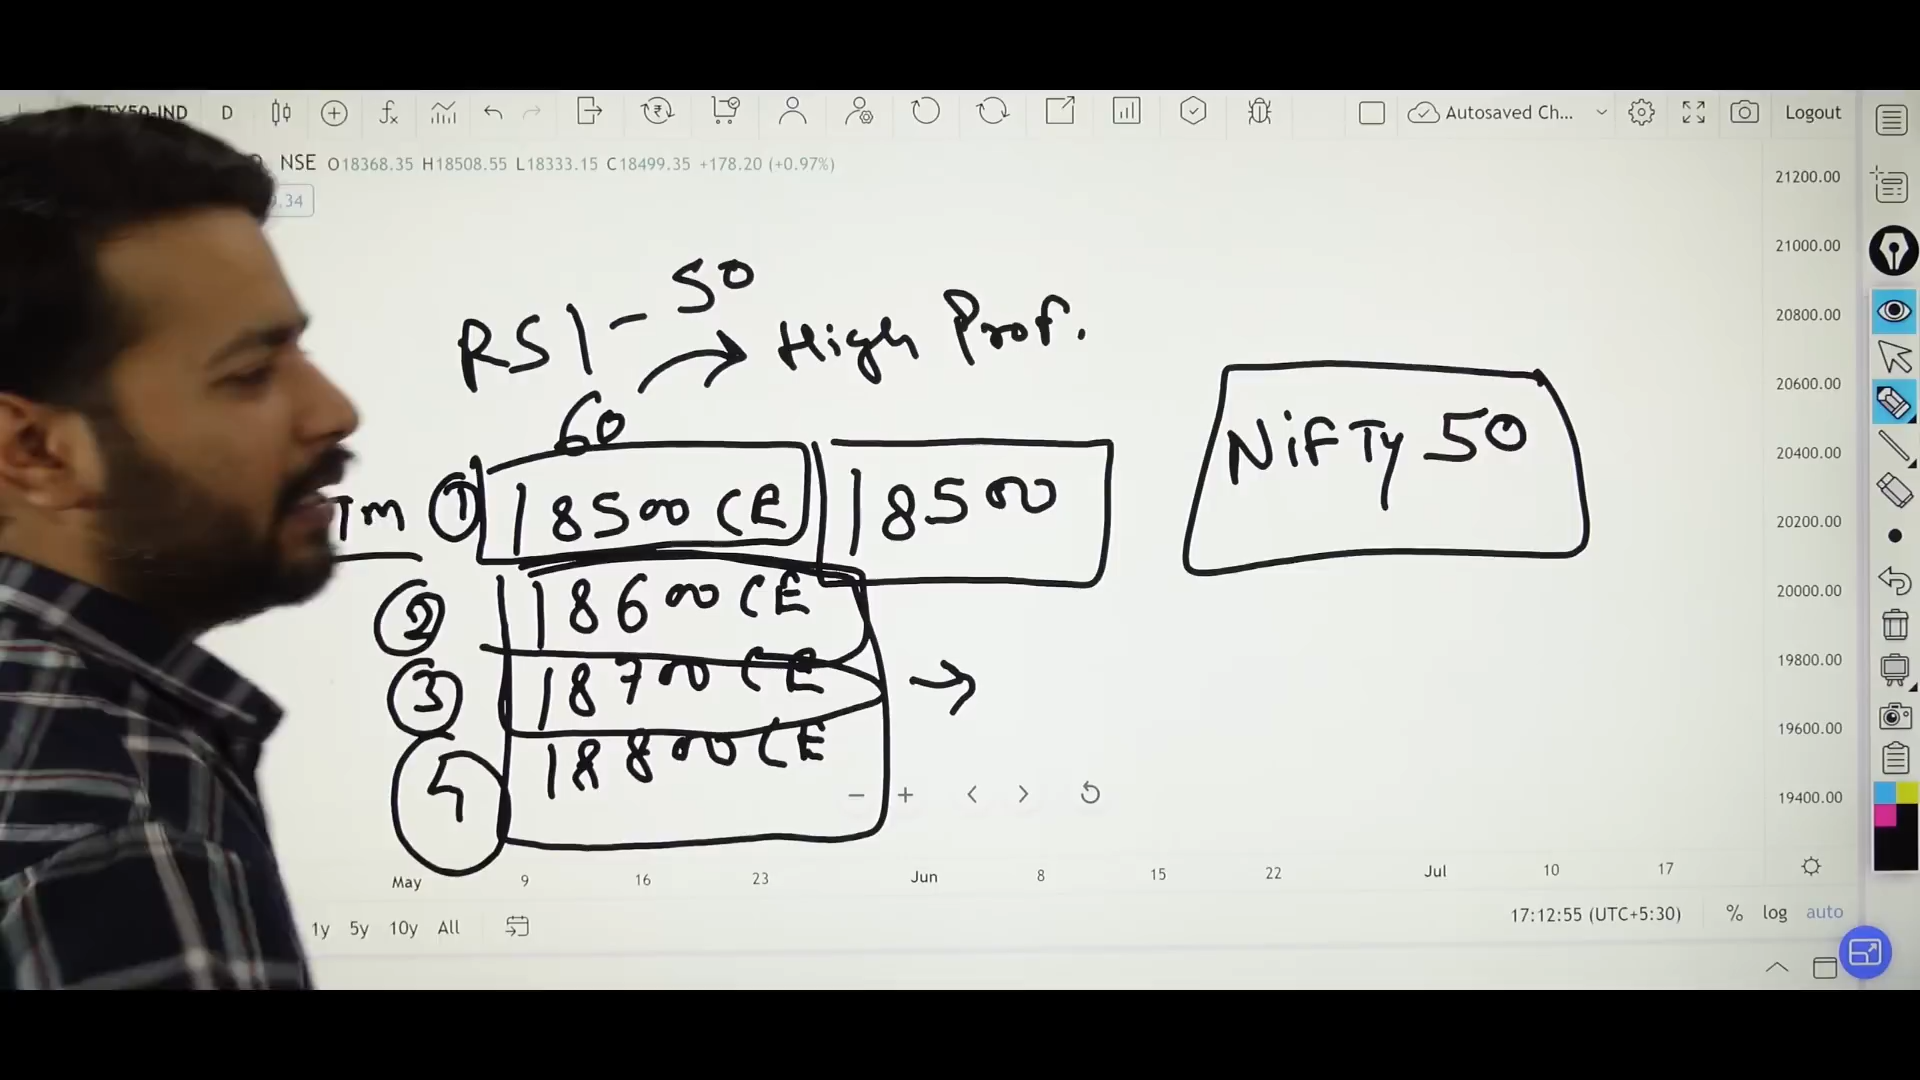 D Autosaved Ch... Logout
NSE O18368.35 H18508.55 L18333.15 C18499.35 +178.20 (+0.97%)
21200.00
21000.00
20800.00
20600.00
20400.00
20200.00
20000.00
19800.00
19600.00
19400.00
RSI - 50
60 → High Prof.
① 18500 CE 18500
② 18600 CE
③ 18700 CE →
18800 CE
NiFTy 50
May 9 16 23 Jun 8 15 22 Jul 10 17
1y 5y 10y All
17:12:55 (UTC+5:30) % log auto